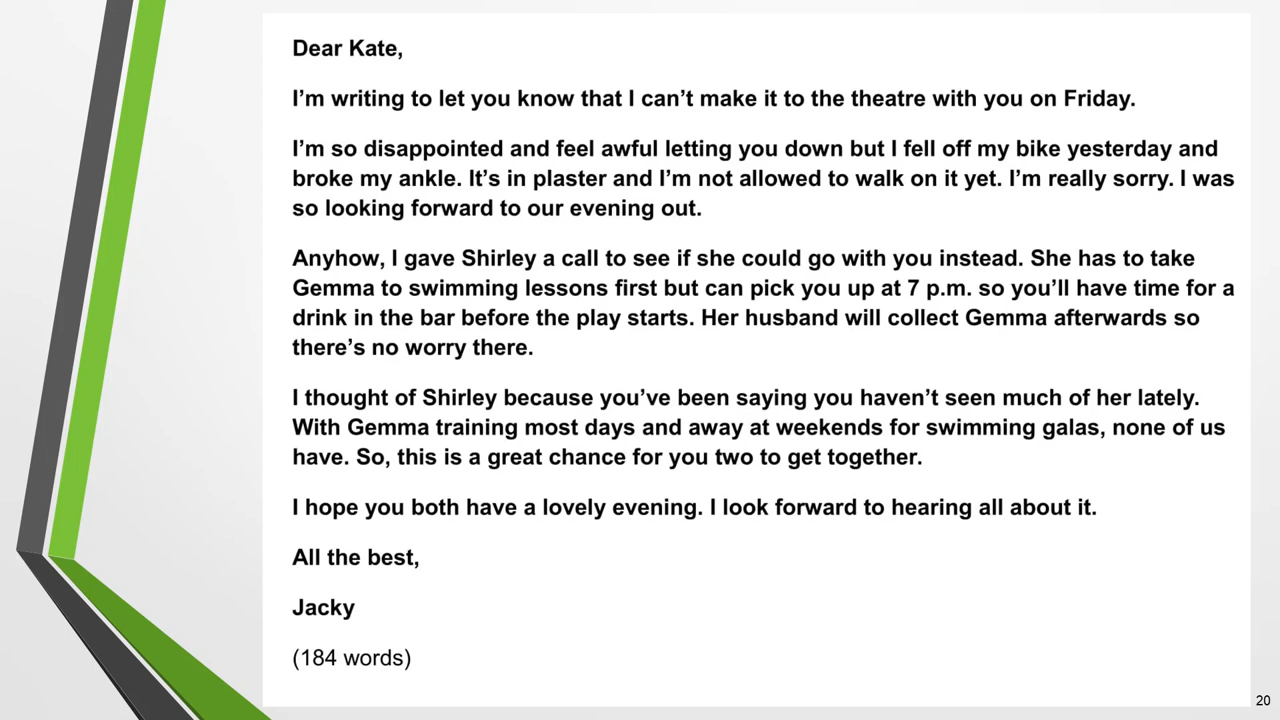 Dear Kate,
I’m writing to let you know that I can’t make it to the theatre with you on Friday.
I’m so disappointed and feel awful letting you down but I fell off my bike yesterday and
broke my ankle. It’s in plaster and I’m not allowed to walk on it yet. I’m really sorry. I was
so looking forward to our evening out.
Anyhow, I gave Shirley a call to see if she could go with you instead. She has to take
Gemma to swimming lessons first but can pick you up at 7 p.m. so you’ll have time for a
drink in the bar before the play starts. Her husband will collect Gemma afterwards so
there’s no worry there.
I thought of Shirley because you’ve been saying you haven’t seen much of her lately.
With Gemma training most days and away at weekends for swimming galas, none of us
have. So, this is a great chance for you two to get together.
I hope you both have a lovely evening. I look forward to hearing all about it.
All the best,
Jacky
(184 words)
20